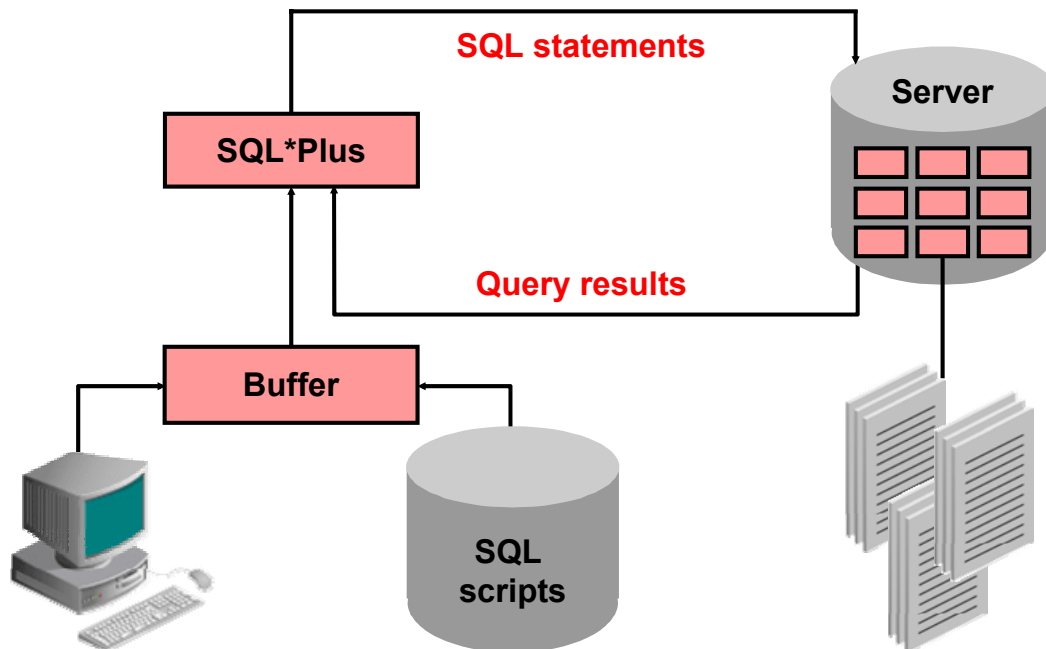 SQL statements
Server
SQL*Plus
Query results
Buffer
SQL
scripts